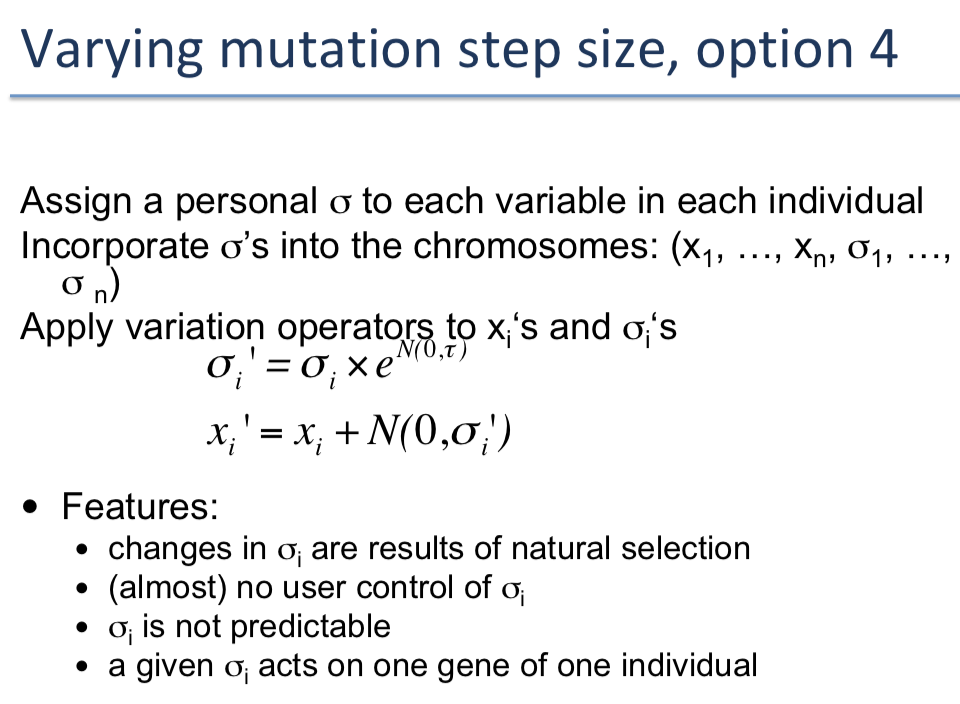 Varying mutation step size, option 4
Assign a personal σ to each variable in each individual
Incorporate σ’s into the chromosomes: (x₁, …, xₙ, σ₁, …,
σ ₙ)
Apply variation operators to xᵢ‘s and σᵢ‘s
σᵢ' = σᵢ × e^N(0,τ)
xᵢ' = xᵢ + N(0,σᵢ')
• Features:
• changes in σᵢ are results of natural selection
• (almost) no user control of σᵢ
• σᵢ is not predictable
• a given σᵢ acts on one gene of one individual